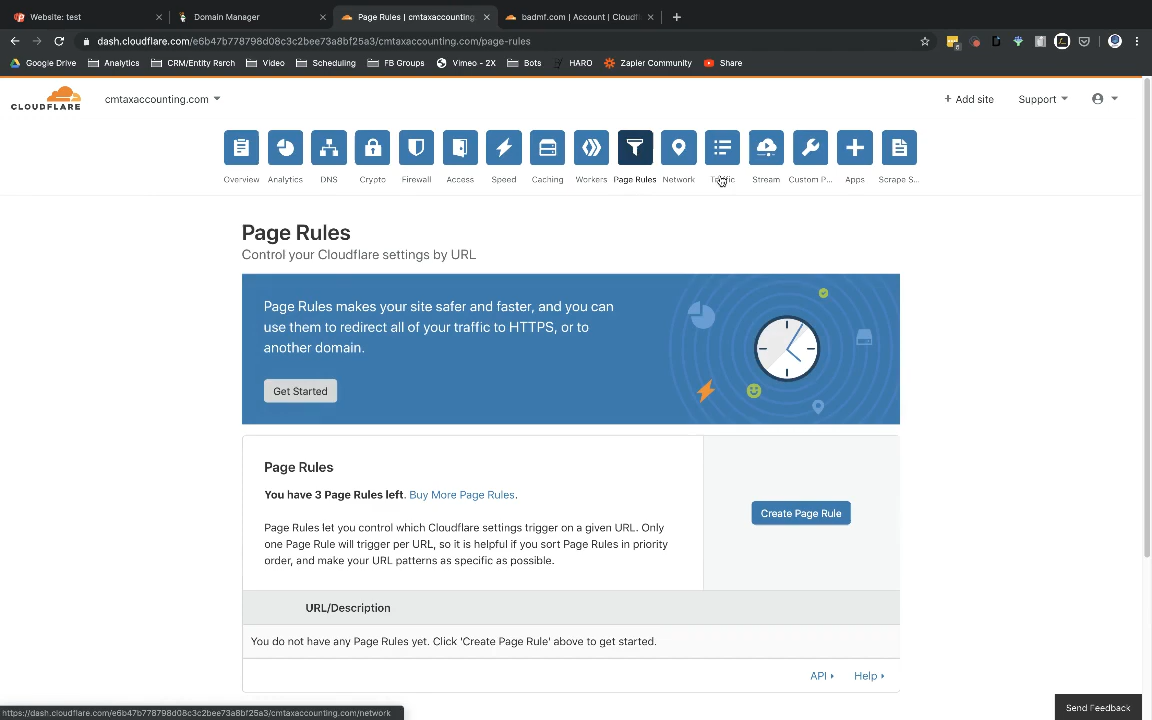 Website: test
Domain Manager
Page Rules | cmtaxaccounting
badmf.com | Account | Cloudfl
dash.cloudflare.com/e6b47b778798d08c3c2bee73a8bf25a3/cmtaxaccounting.com/page-rules
Google Drive Analytics CRM/Entity Rsrch Video Scheduling FB Groups Vimeo - 2X Bots HARO Zapier Community Share
CLOUDFLARE
cmtaxaccounting.com
+ Add site Support
Overview Analytics DNS Crypto Firewall Access Speed Caching Workers Page Rules Network Traffic Stream Custom P... Apps Scrape S...
Page Rules
Control your Cloudflare settings by URL
Page Rules makes your site safer and faster, and you can
use them to redirect all of your traffic to HTTPS, or to
another domain.
Get Started
Page Rules
You have 3 Page Rules left. Buy More Page Rules.
Page Rules let you control which Cloudflare settings trigger on a given URL. Only
one Page Rule will trigger per URL, so it is helpful if you sort Page Rules in priority
order, and make your URL patterns as specific as possible.
Create Page Rule
URL/Description
You do not have any Page Rules yet. Click 'Create Page Rule' above to get started.
API Help
https://dash.cloudflare.com/e6b47b778798d08c3c2bee73a8bf25a3/cmtaxaccounting.com/network
Send Feedback